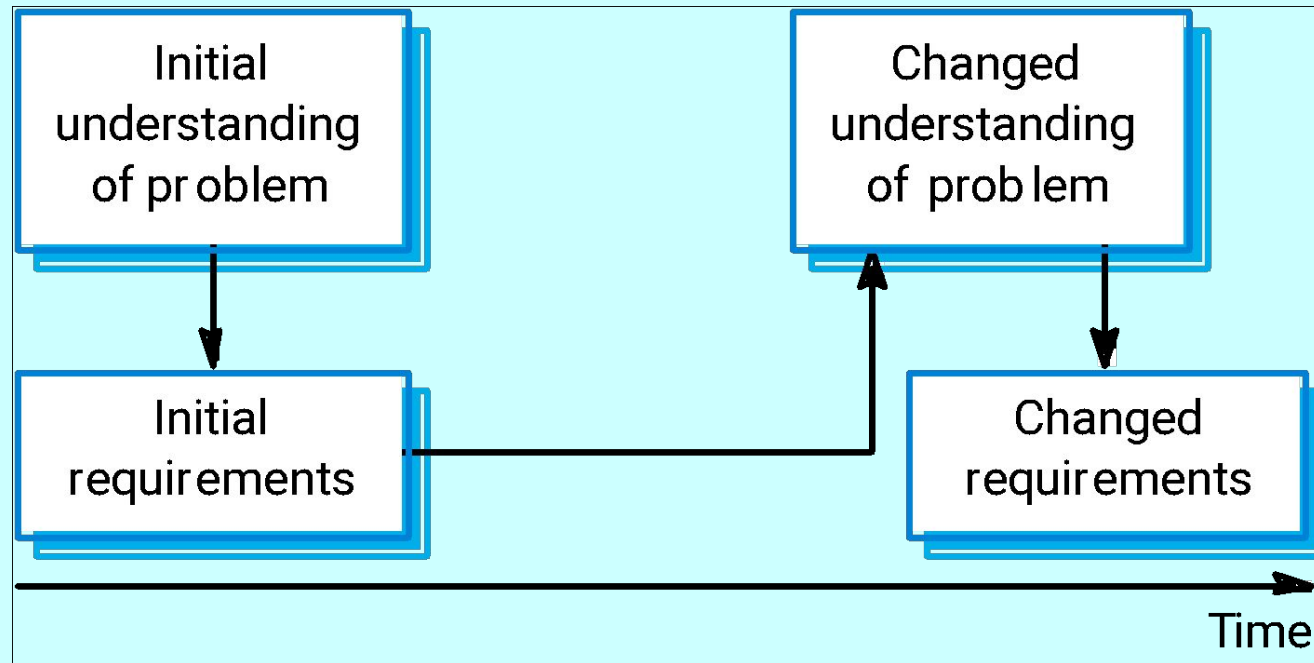 Initial
understanding
of problem
Changed
understanding
of problem
Initial
requirements
Changed
requirements
Time